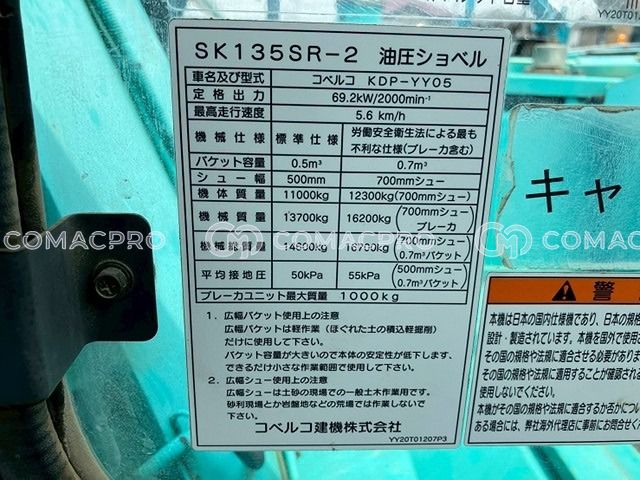 YY20T01
SK135SR-2 油圧ショベル
車名及び型式 コベルコ KDP-YY05
定格出力 69.2kW/2000min⁻¹
最高走行速度 5.6 km/h
機械仕様 標準仕様 労働安全衛生法による最も
不利な仕様(ブレーカ含む)
バケット容量 0.5m³ 0.7m³
シュー幅 500mm 700mmシュー
機体質量 11000kg 12300kg(700mmシュー)
機械質量 13700kg 16200kg (700mmシュー
ブレーカ)
機械総質量 14600kg 16700kg (700mmシュー
0.7m³バケット)
平均接地圧 50kPa 55kPa (500mmシュー
0.7m³バケット)
ブレーカユニット最大質量 1000kg
COMACPRO COMACPRO COMACPRO
1. 広幅バケット使用上の注意
広幅バケットは軽作業(ほぐれた土の積込軽掘削)
だけに使用して下さい。
バケット容量が大きいので本体の安定性が低下します、
できるだけ小さな作業範囲で使用して下さい。
2. 広幅シュー使用上の注意
広幅シューは土砂の現場での一般土木作業用です。
砂利現場とか岩盤地などの荒場では作業しないで
下さい。
コベルコ建機株式会社
YY20T01207P3
キャ
警
本機は日本の国内仕様機であり、日本の規格
設計・製造されています。本機を国外で使用
その国の規格や法規に適合させる必要があります
その国の規格や法規に適合することが確認される
使用しないでください。
本機がその国の規格や法規に適合するか否かについ
ては、弊社海外代理店に事前にお問合せく